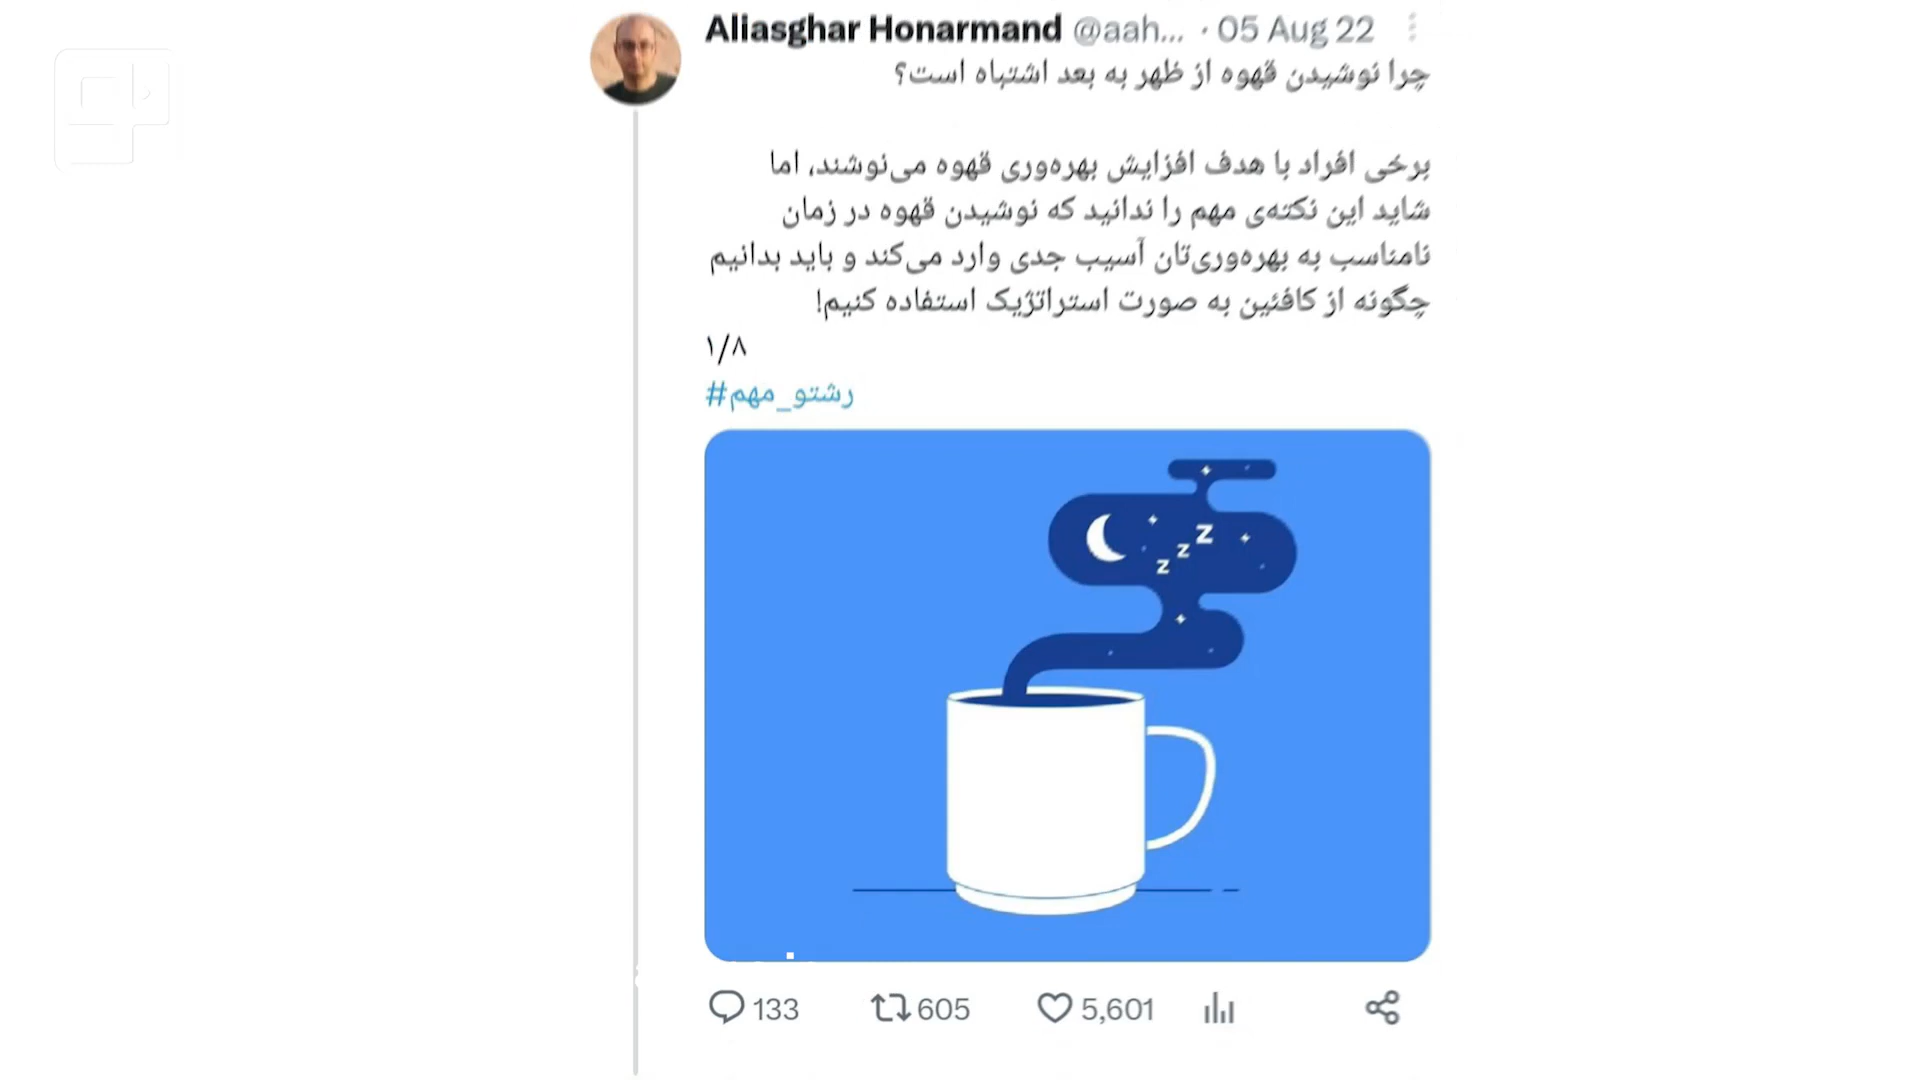 Aliasghar Honarmand @aah... · 05 Aug 22
چرا نوشیدن قهوه از ظهر به بعد اشتباه است؟
برخی افراد با هدف افزایش بهره‌وری قهوه می‌نوشند، اما
شاید این نکته‌ی مهم را ندانید که نوشیدن قهوه در زمان
نامناسب به بهره‌وری‌تان آسیب جدی وارد می‌کند و باید بدانیم
چگونه از کافئین به صورت استراتژیک استفاده کنیم!
۱/۸
#رشتو_مهم
z z z
133 605 5,601